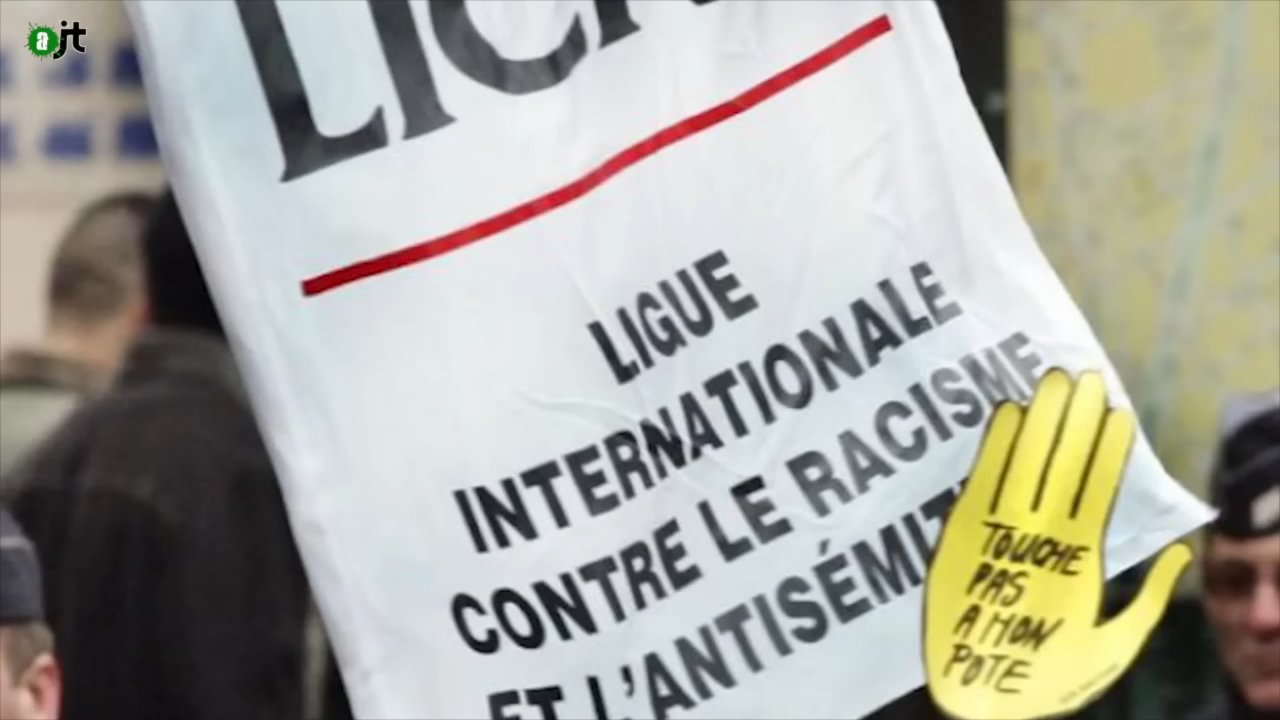 ajt
LICR
LIGUE
INTERNATIONALE
CONTRE LE RACISME
ET L'ANTISÉMIT
TOUCHE
PAS
A MON
POTE